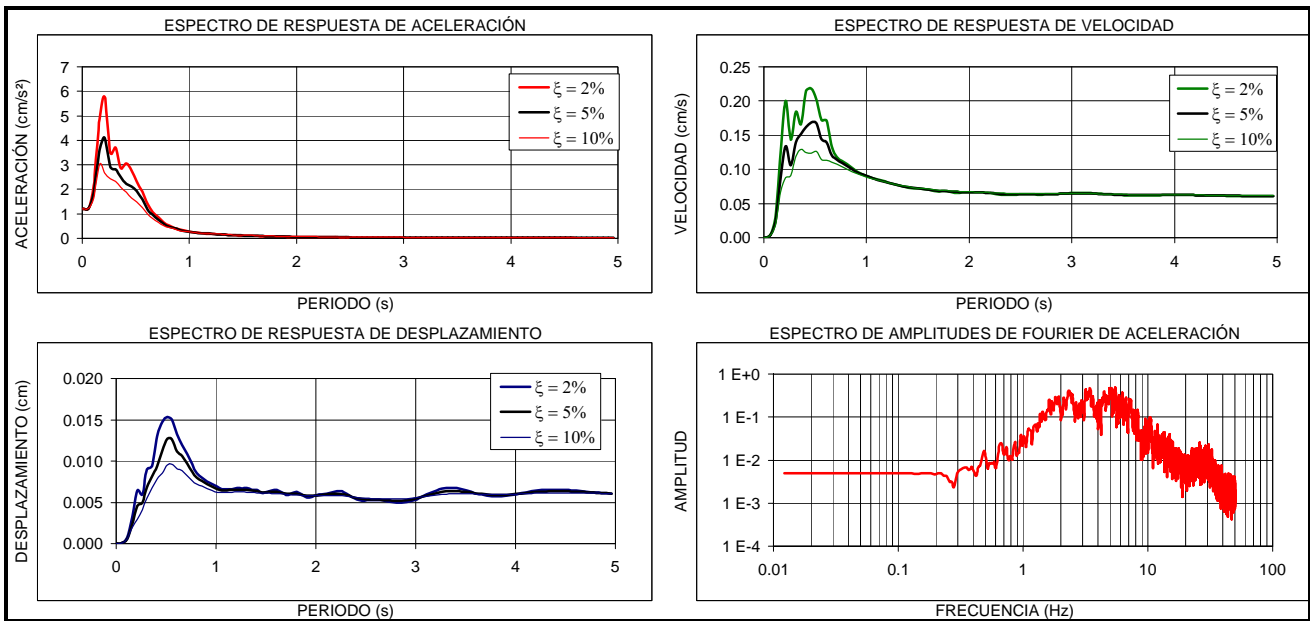 ESPECTRO DE RESPUESTA DE ACELERACIÓN
ACELERACIÓN (cm/s²)
7
6
5
4
3
2
1
0
0 1 2 3 4 5
PERIODO (s)
ξ = 2%
ξ = 5%
ξ = 10%
ESPECTRO DE RESPUESTA DE VELOCIDAD
VELOCIDAD (cm/s)
0.25
0.20
0.15
0.10
0.05
0.00
0 1 2 3 4 5
PERIODO (s)
ξ = 2%
ξ = 5%
ξ = 10%
ESPECTRO DE RESPUESTA DE DESPLAZAMIENTO
DESPLAZAMIENTO (cm)
0.020
0.015
0.010
0.005
0.000
0 1 2 3 4 5
PERIODO (s)
ξ = 2%
ξ = 5%
ξ = 10%
ESPECTRO DE AMPLITUDES DE FOURIER DE ACELERACIÓN
AMPLITUD
1 E+0
1 E-1
1 E-2
1 E-3
1 E-4
0.01 0.1 1 10 100
FRECUENCIA (Hz)